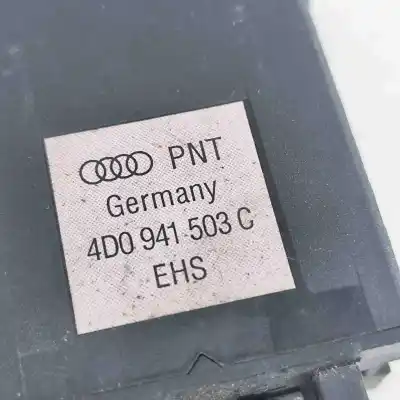 PNT
Germany
4D0 941 503 C
EHS